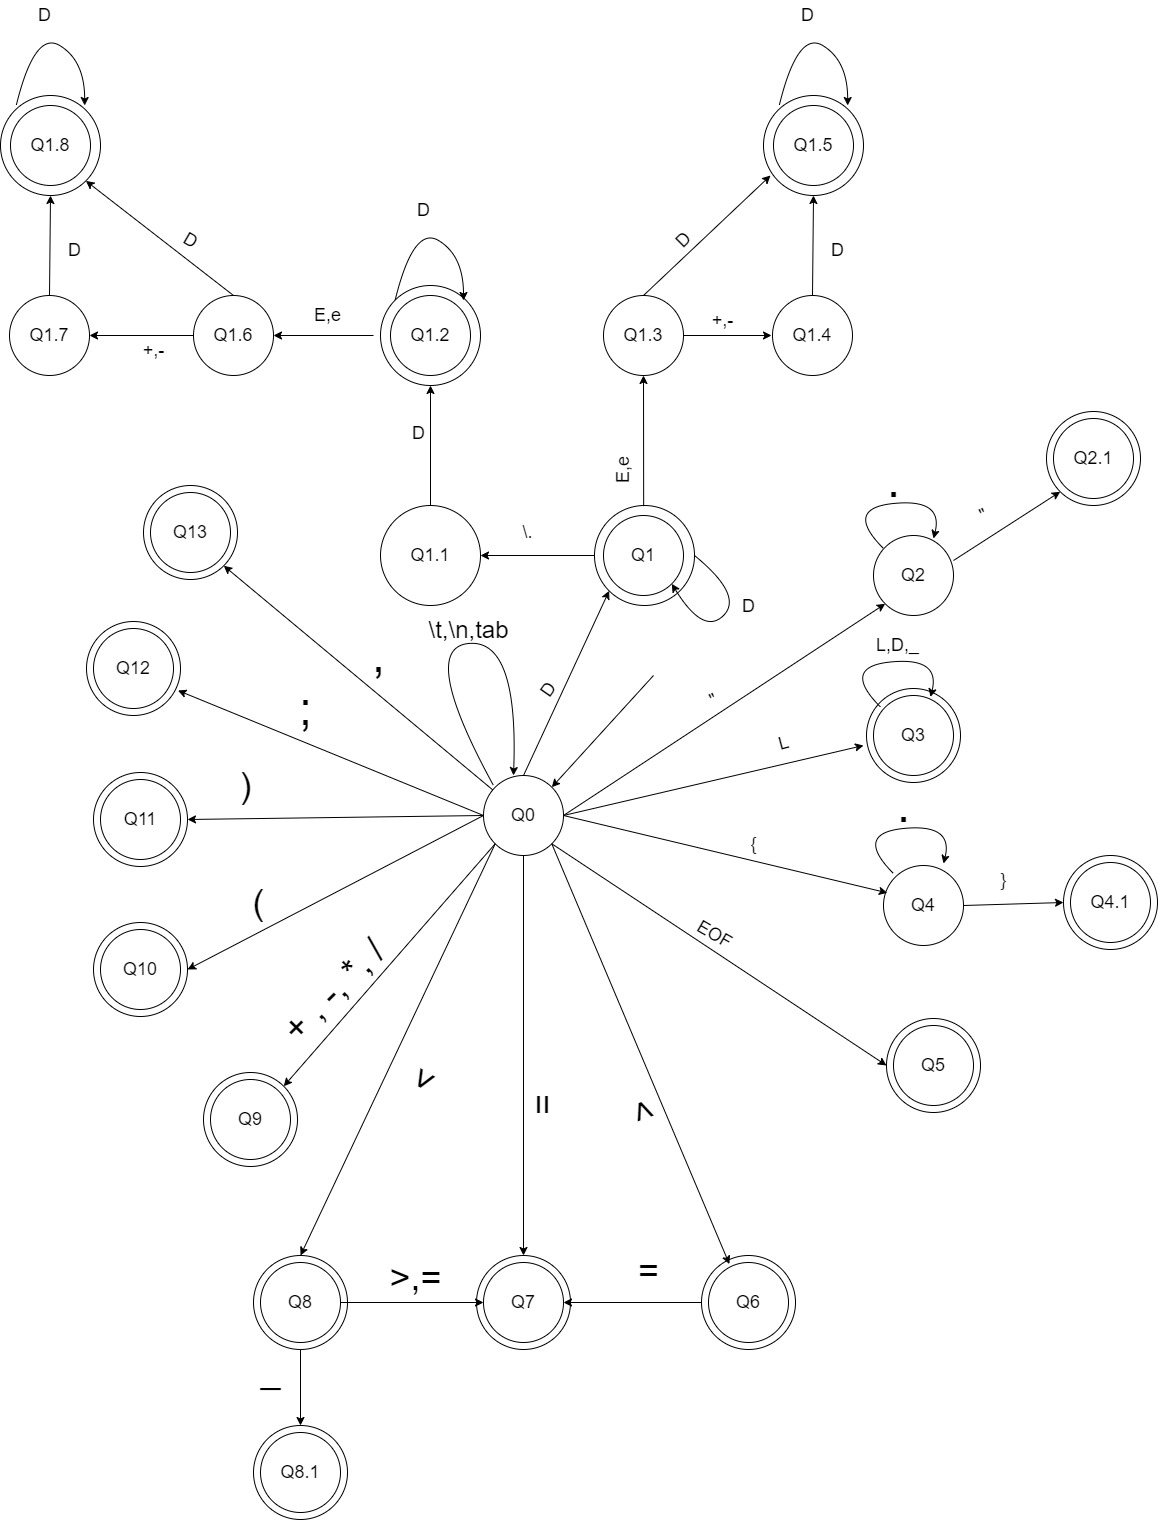 D
D
Q1.8
Q1.5
D
D
D
D
D
D
Q1.7
+,-
Q1.6
E,e
Q1.2
Q1.3
+,-
Q1.4
D
E,e
Q2.1
Q13
Q1.1
\.
Q1
D
.
"
Q2
\t,\n,tab
Q12
,
;
D
"
L,D,_
Q3
L
Q11
)
Q0
{
.
}
Q4
Q4.1
(
Q10
EOF
+ ,-,* ,/
Q5
Q9
<
=
>
Q8
>,=
Q7
=
Q6
_
Q8.1